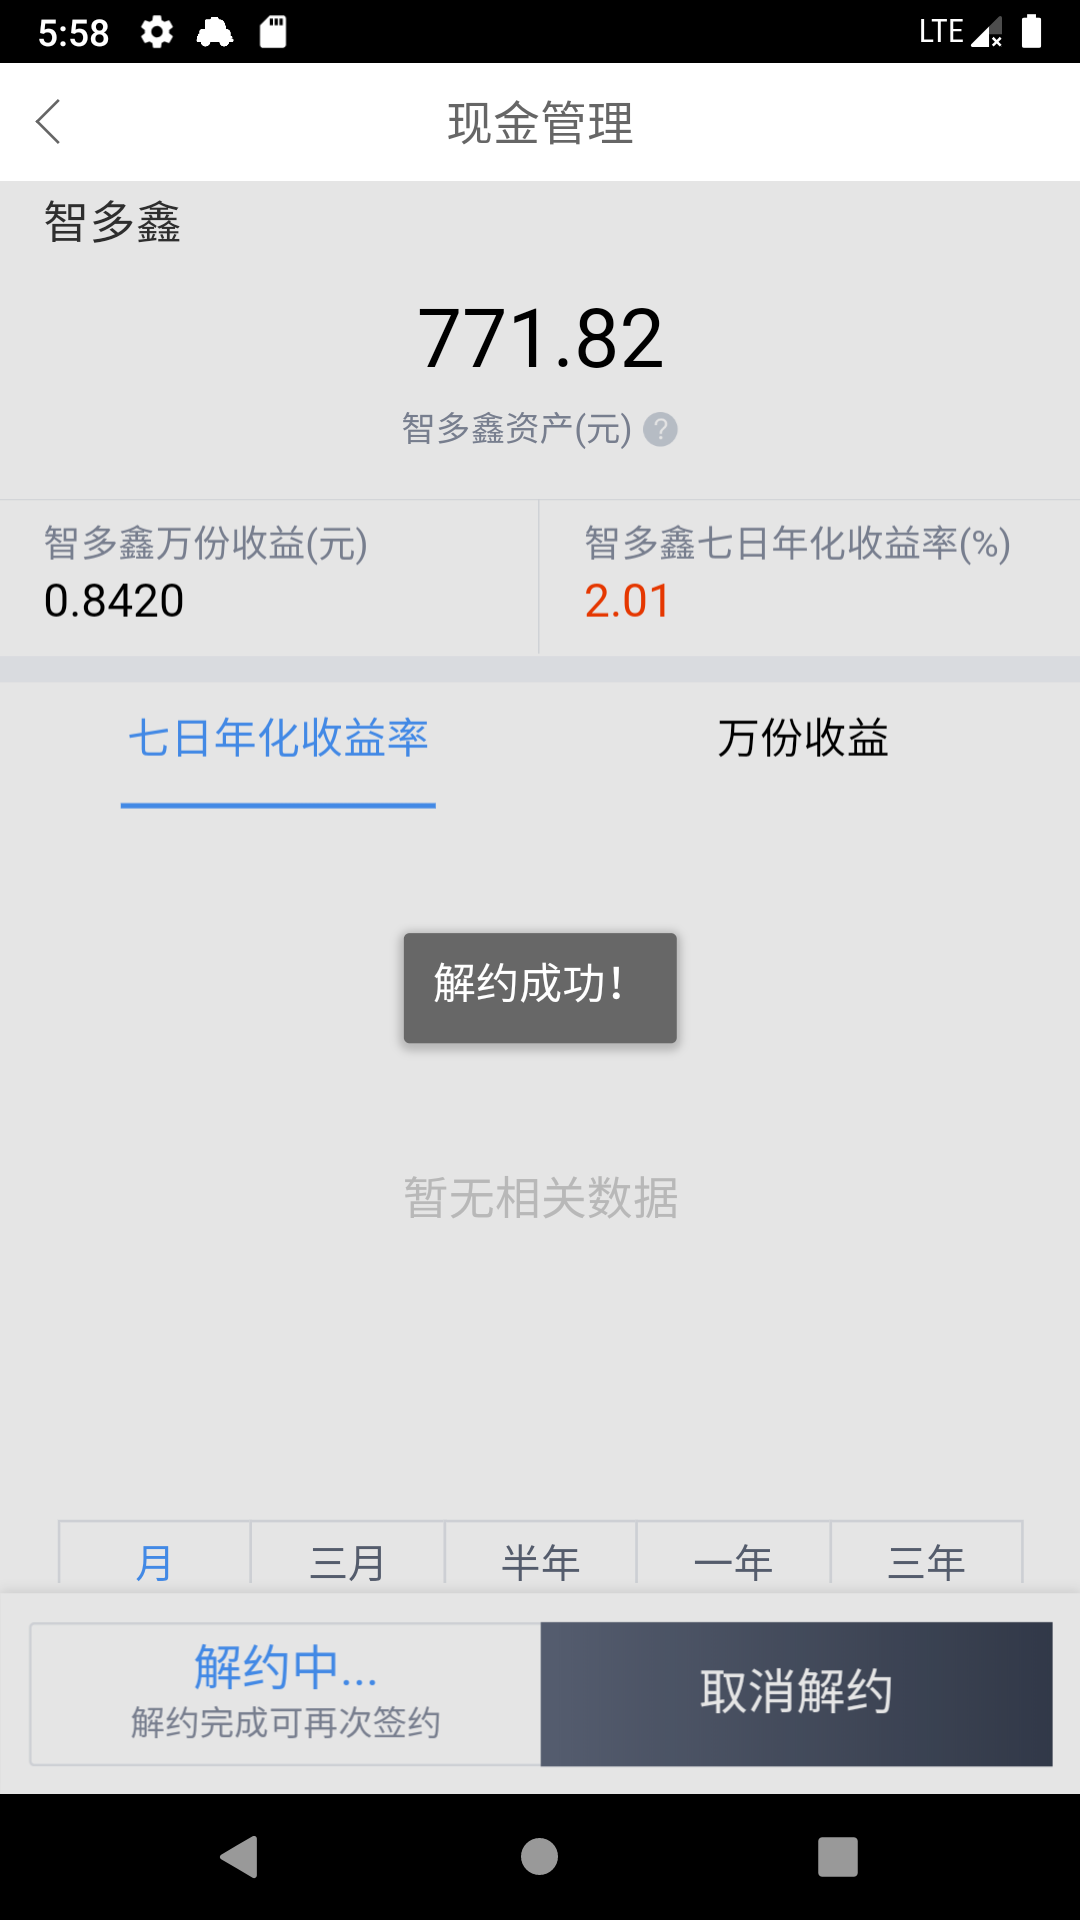 5:58
LTE
现金管理
智多鑫
771.82
智多鑫资产(元) ?
智多鑫万份收益(元)
0.8420
智多鑫七日年化收益率(%)
2.01
七日年化收益率
万份收益
解约成功！
暂无相关数据
月
三月
半年
一年
三年
解约中...
解约完成可再次签约
取消解约